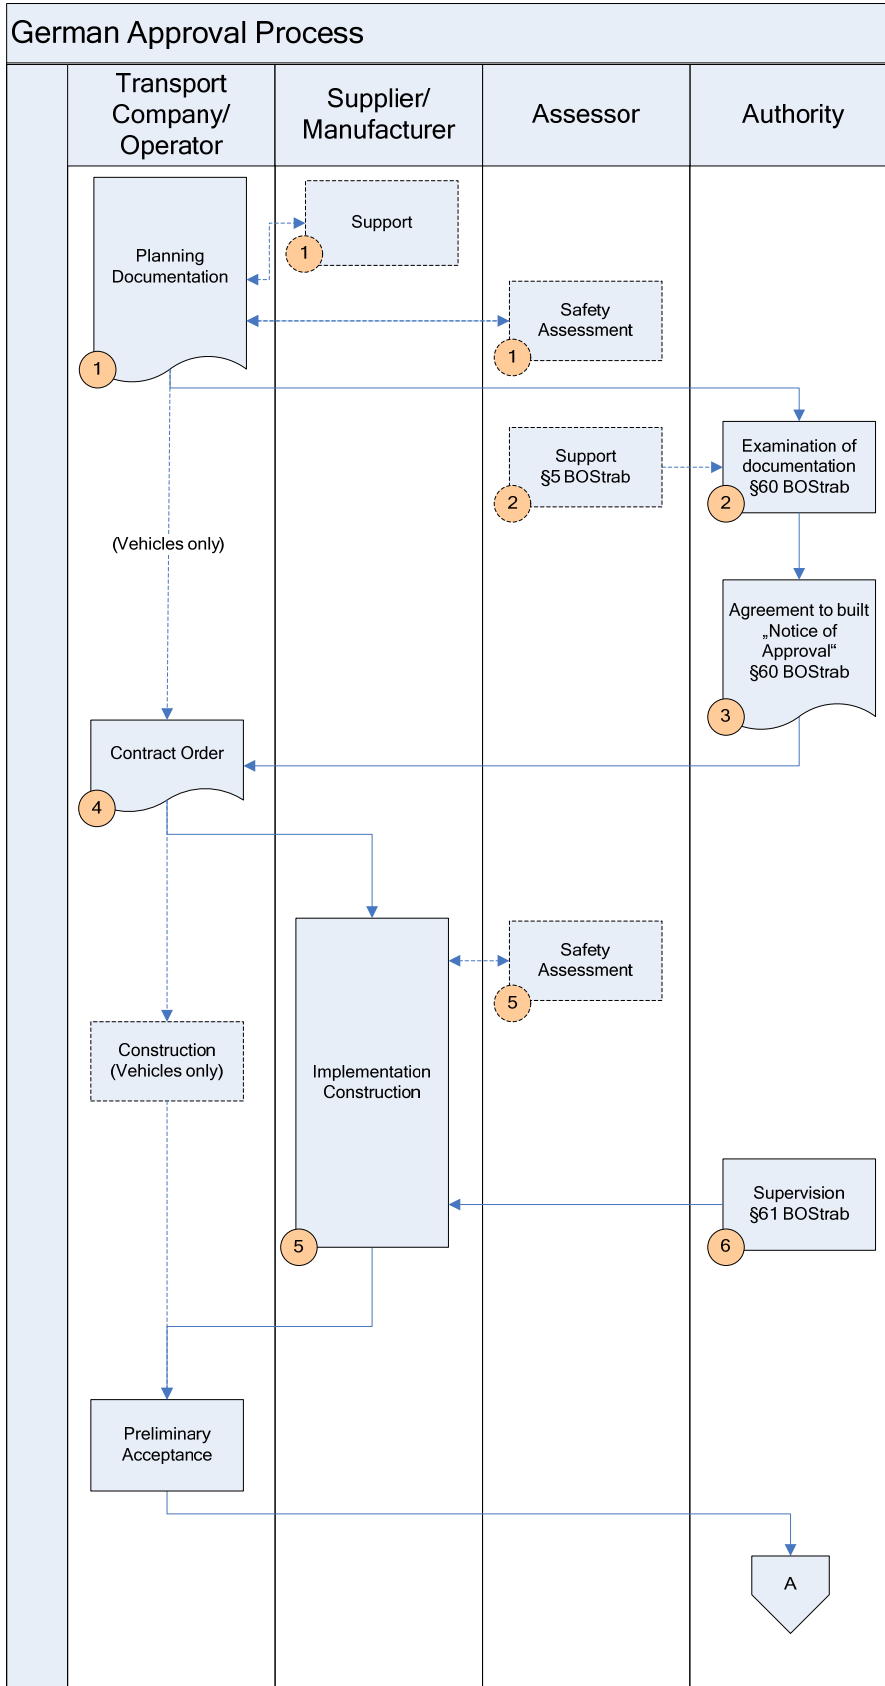 German Approval Process
Transport
Company/
Operator
Supplier/
Manufacturer
Assessor
Authority
Planning
Documentation
1
Support
1
Safety
Assessment
1
Support
§5 BOStrab
2
Examination of
documentation
§60 BOStrab
2
(Vehicles only)
Agreement to built
„Notice of
Approval“
§60 BOStrab
3
Contract Order
4
Safety
Assessment
5
Construction
(Vehicles only)
Implementation
Construction
5
Supervision
§61 BOStrab
6
Preliminary
Acceptance
A